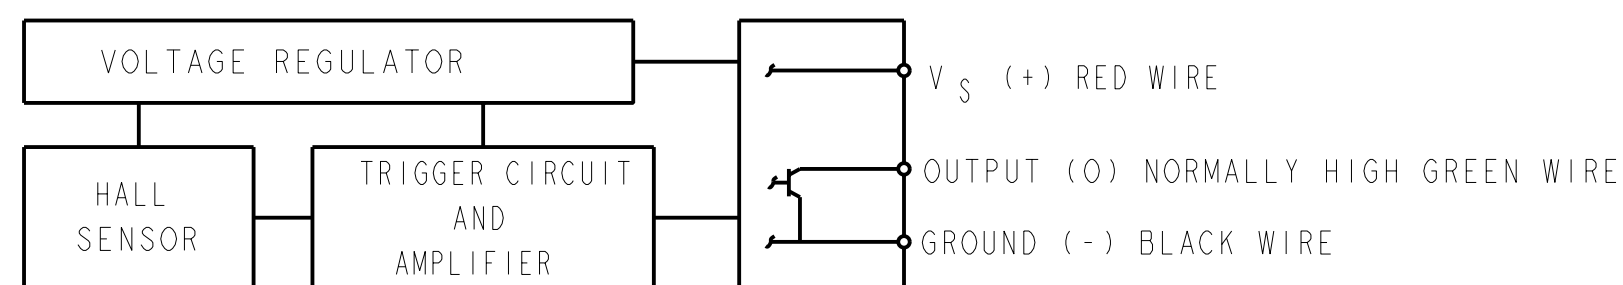 VOLTAGE REGULATOR
V S (+) RED WIRE
HALL
SENSOR
TRIGGER CIRCUIT
AND
AMPLIFIER
OUTPUT (O) NORMALLY HIGH GREEN WIRE
GROUND (-) BLACK WIRE